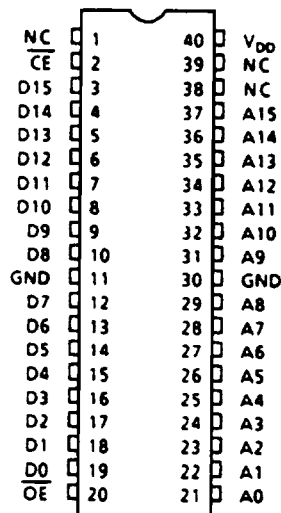 NC 1 40 VDD
CE 2 39 NC
D15 3 38 NC
D14 4 37 A15
D13 5 36 A14
D12 6 35 A13
D11 7 34 A12
D10 8 33 A11
D9 9 32 A10
D8 10 31 A9
GND 11 30 GND
D7 12 29 A8
D6 13 28 A7
D5 14 27 A6
D4 15 26 A5
D3 16 25 A4
D2 17 24 A3
D1 18 23 A2
D0 19 22 A1
OE 20 21 A0